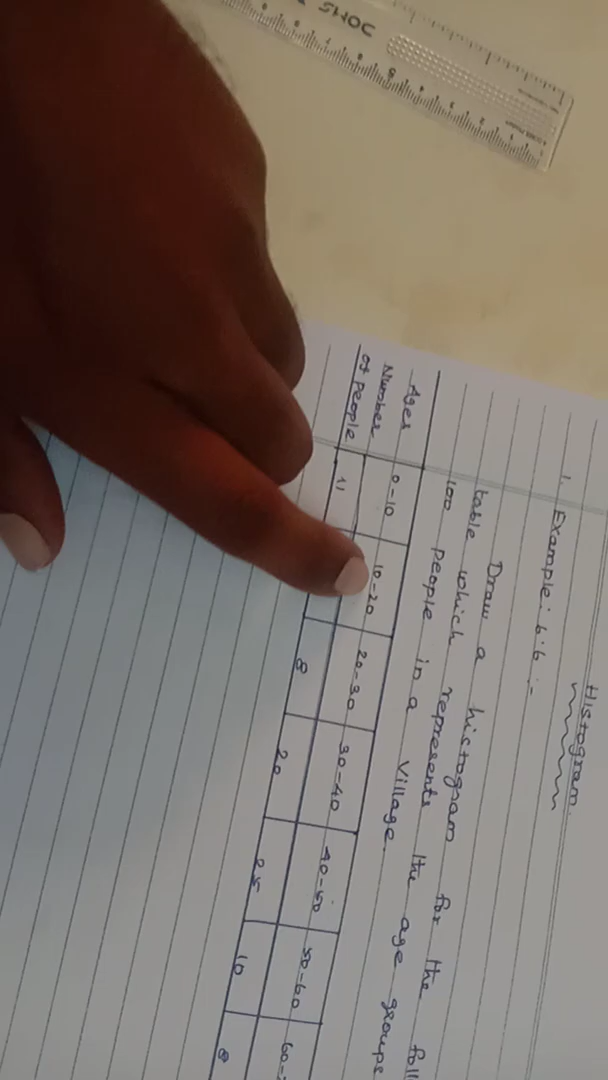 Histogram
1. Example: 6.6 :-
Draw a histogram for the
table which represents the age groups
100 people in a village.
Ages 0-10 10-20 20-30 30-40 40-50 50-60
Number of people 11 8 20 25 10 8